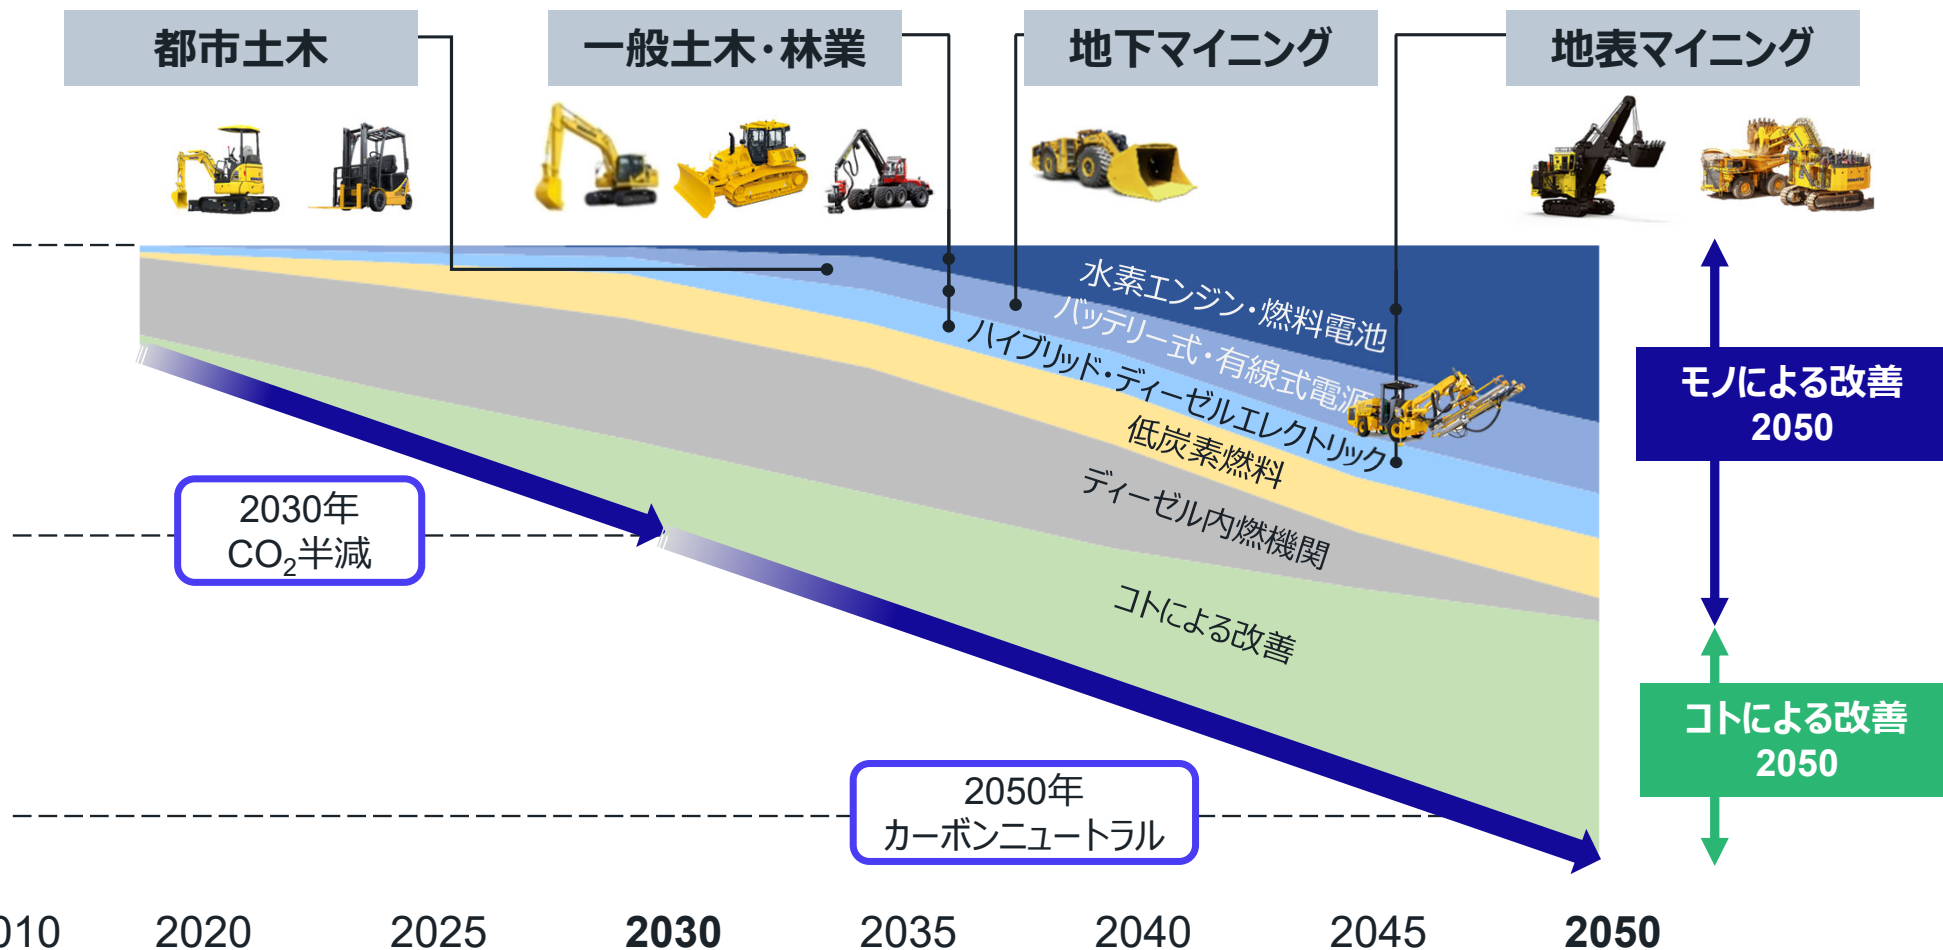 都市土木
一般土木・林業
地下マイニング
地表マイニング
水素エンジン・燃料電池
バッテリー式・有線式電源
ハイブリッド・ディーゼルエレクトリック
低炭素燃料
ディーゼル内燃機関
コトによる改善
モノによる改善
2050
コトによる改善
2050
2030年
CO₂半減
2050年
カーボンニュートラル
010 2020 2025 2030 2035 2040 2045 2050